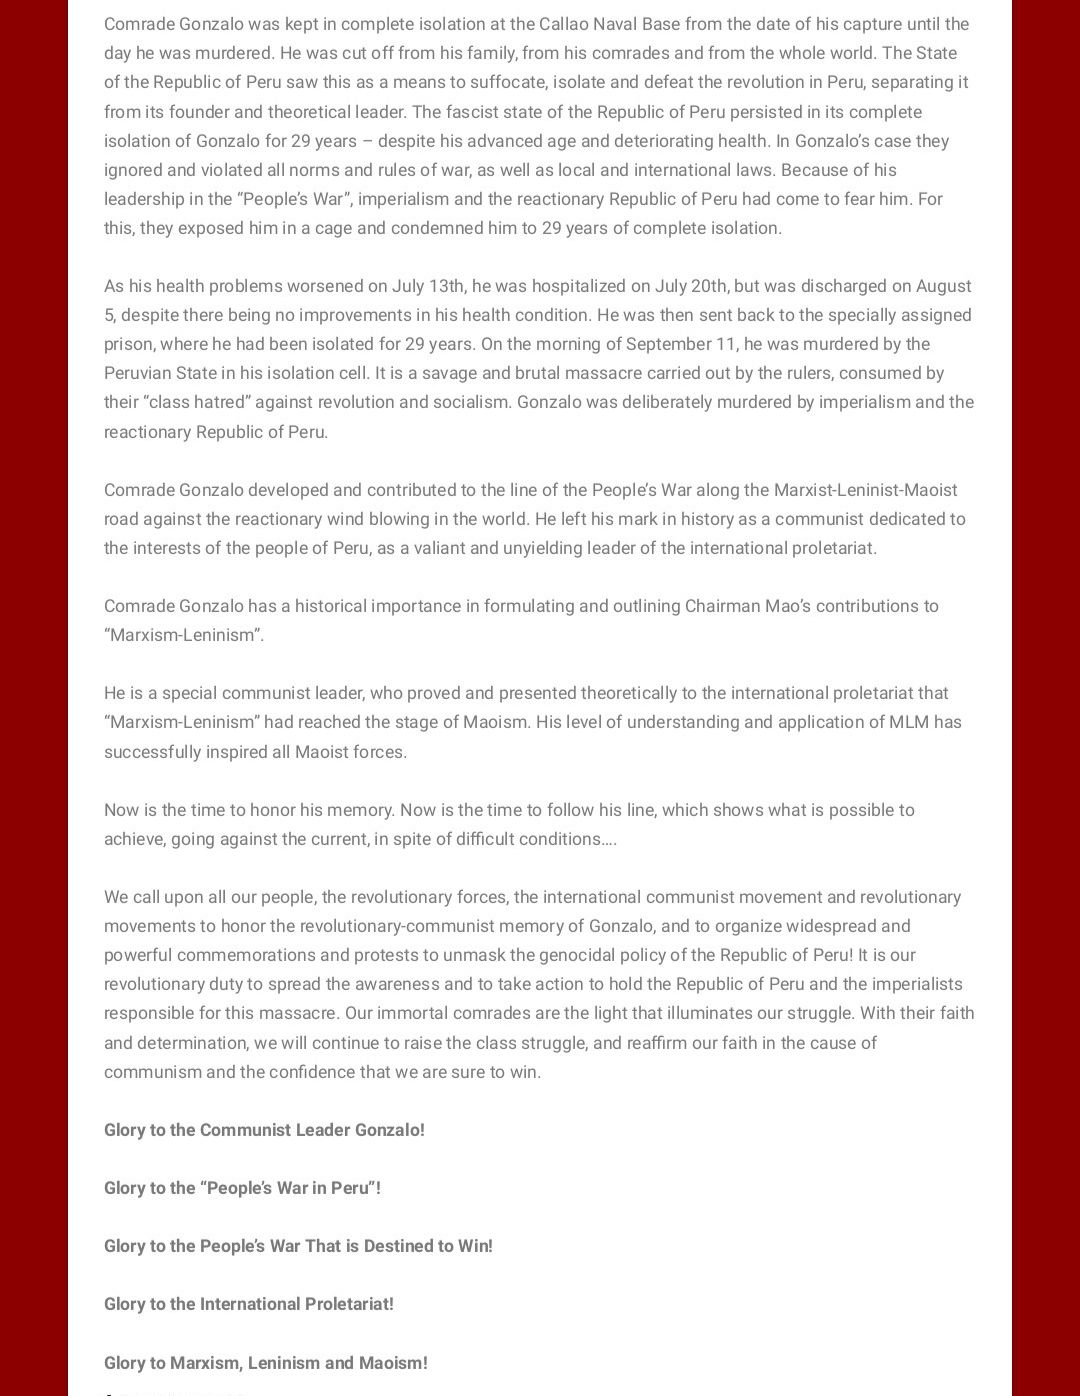 Comrade Gonzalo was kept in complete isolation at the Callao Naval Base from the date of his capture until the
day he was murdered. He was cut off from his family, from his comrades and from the whole world. The State
of the Republic of Peru saw this as a means to suffocate, isolate and defeat the revolution in Peru, separating it
from its founder and theoretical leader. The fascist state of the Republic of Peru persisted in its complete
isolation of Gonzalo for 29 years – despite his advanced age and deteriorating health. In Gonzalo’s case they
ignored and violated all norms and rules of war, as well as local and international laws. Because of his
leadership in the “People’s War”, imperialism and the reactionary Republic of Peru had come to fear him. For
this, they exposed him in a cage and condemned him to 29 years of complete isolation.
As his health problems worsened on July 13th, he was hospitalized on July 20th, but was discharged on August
5, despite there being no improvements in his health condition. He was then sent back to the specially assigned
prison, where he had been isolated for 29 years. On the morning of September 11, he was murdered by the
Peruvian State in his isolation cell. It is a savage and brutal massacre carried out by the rulers, consumed by
their “class hatred” against revolution and socialism. Gonzalo was deliberately murdered by imperialism and the
reactionary Republic of Peru.
Comrade Gonzalo developed and contributed to the line of the People’s War along the Marxist-Leninist-Maoist
road against the reactionary wind blowing in the world. He left his mark in history as a communist dedicated to
the interests of the people of Peru, as a valiant and unyielding leader of the international proletariat.
Comrade Gonzalo has a historical importance in formulating and outlining Chairman Mao’s contributions to
“Marxism-Leninism”.
He is a special communist leader, who proved and presented theoretically to the international proletariat that
“Marxism-Leninism” had reached the stage of Maoism. His level of understanding and application of MLM has
successfully inspired all Maoist forces.
Now is the time to honor his memory. Now is the time to follow his line, which shows what is possible to
achieve, going against the current, in spite of difficult conditions….
We call upon all our people, the revolutionary forces, the international communist movement and revolutionary
movements to honor the revolutionary-communist memory of Gonzalo, and to organize widespread and
powerful commemorations and protests to unmask the genocidal policy of the Republic of Peru! It is our
revolutionary duty to spread the awareness and to take action to hold the Republic of Peru and the imperialists
responsible for this massacre. Our immortal comrades are the light that illuminates our struggle. With their faith
and determination, we will continue to raise the class struggle, and reaffirm our faith in the cause of
communism and the confidence that we are sure to win.
Glory to the Communist Leader Gonzalo!
Glory to the “People’s War in Peru”!
Glory to the People’s War That is Destined to Win!
Glory to the International Proletariat!
Glory to Marxism, Leninism and Maoism!